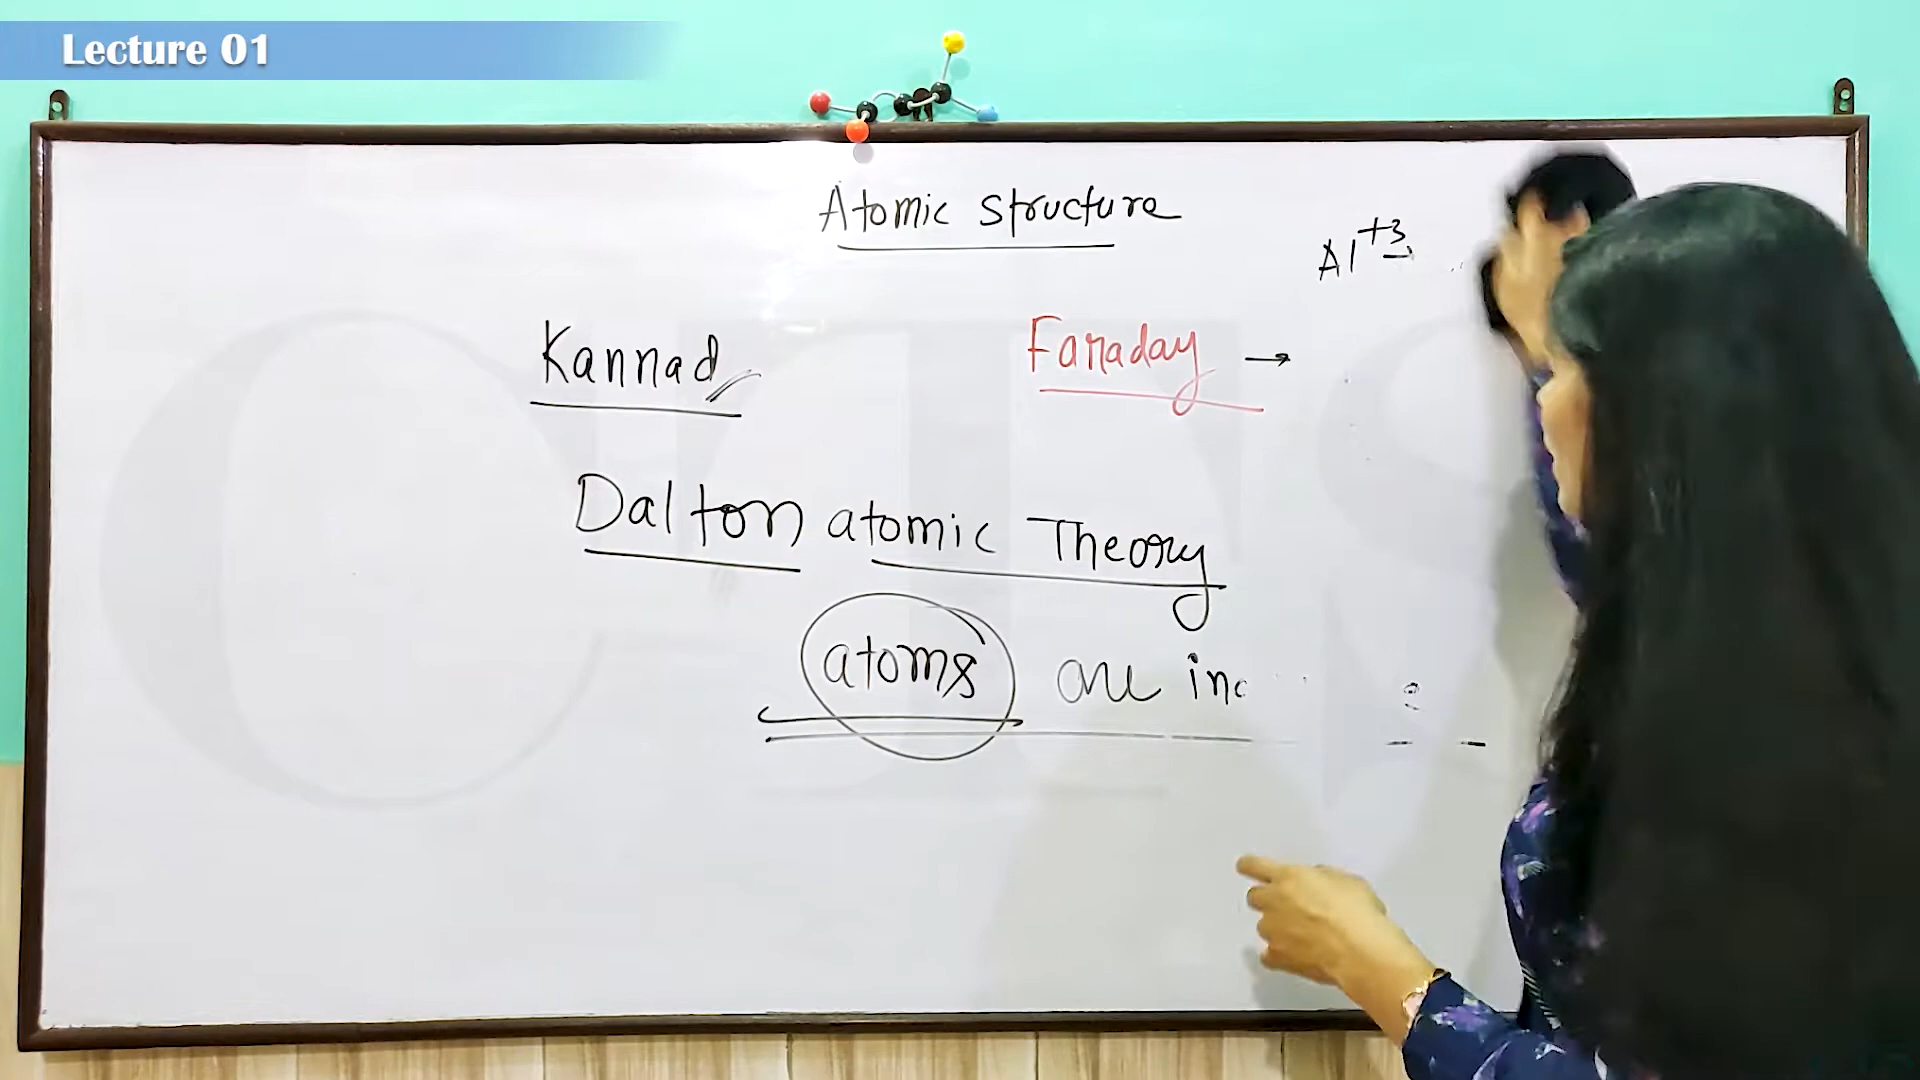 Lecture 01
Atomic structure
Al+3
Kannad
Faraday →
Dalton atomic Theory
atoms are in